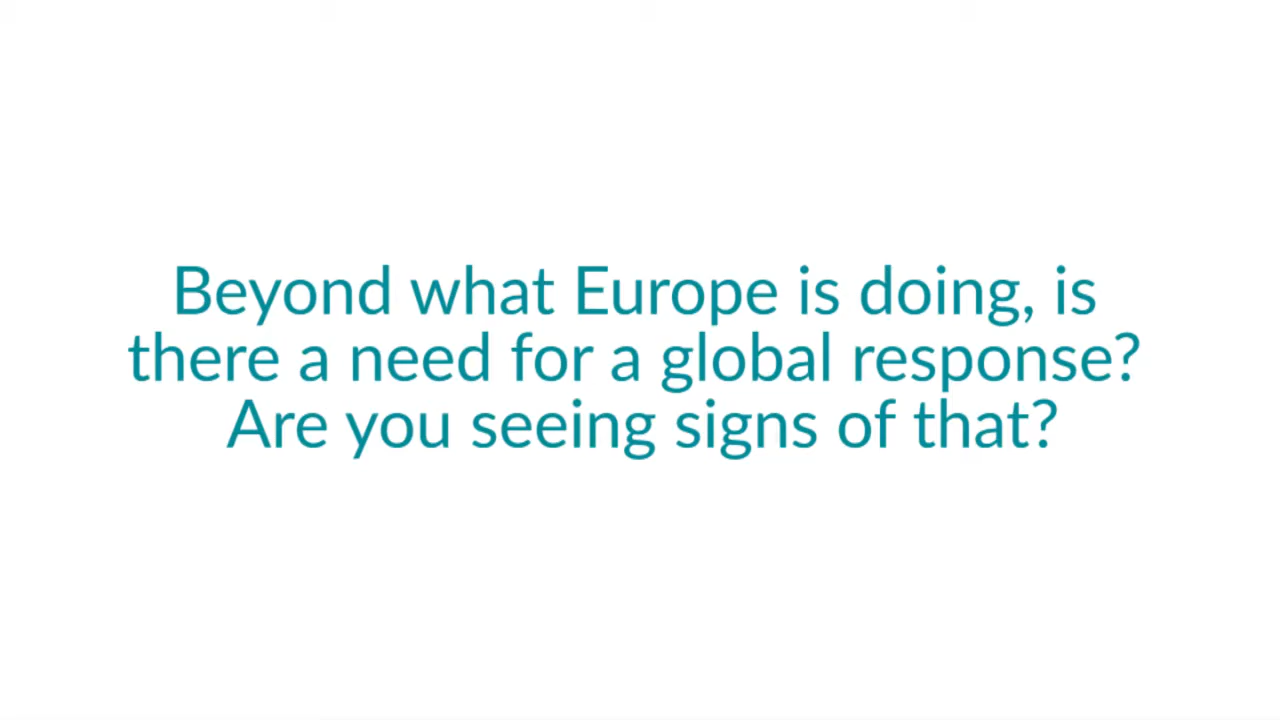 Beyond what Europe is doing, is
there a need for a global response?
Are you seeing signs of that?